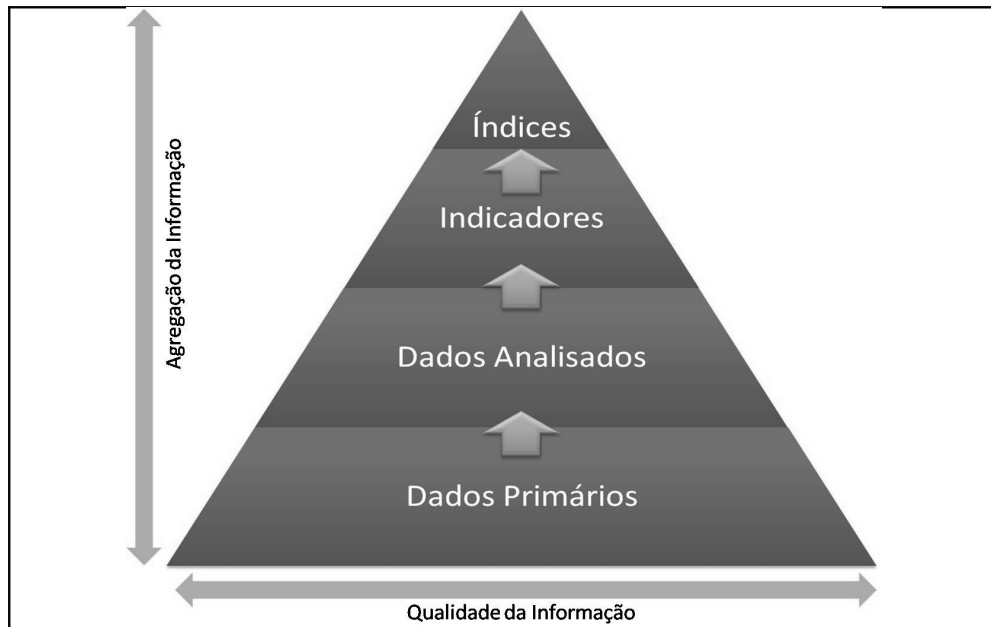 Agregação da Informação
Índices
Indicadores
Dados Analisados
Dados Primários
Qualidade da Informação